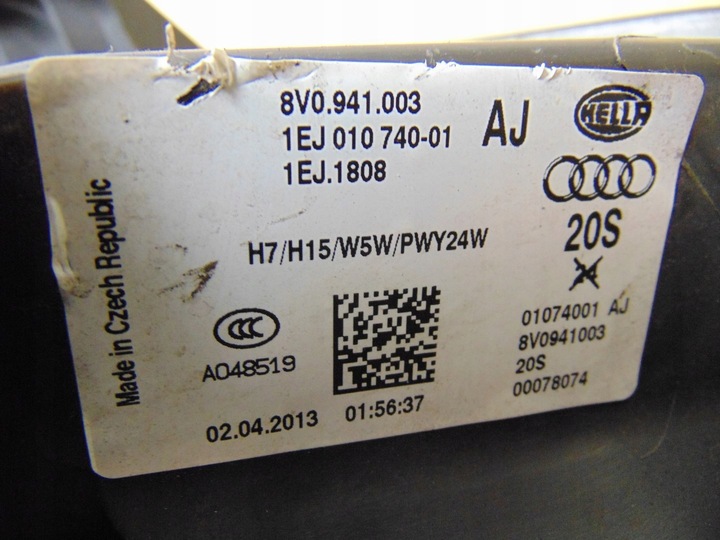 8V0.941.003
1EJ 010 740-01
AJ
HELLA
1EJ.1808
H7/H15/W5W/PWY24W
20S
Made in Czech Republic
CCC
A048519
01074001 AJ
8V0941003
20S
00078074
02.04.2013 01:56:37